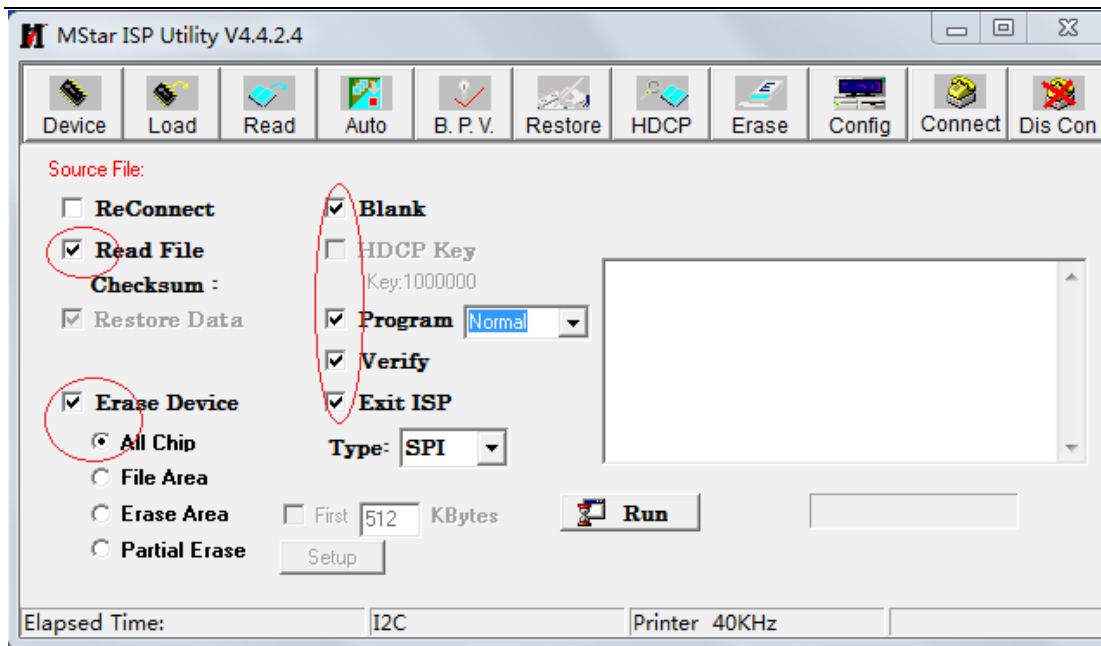 MStar ISP Utility V4.4.2.4
Device Load Read Auto B. P. V. Restore HDCP Erase Config Connect Dis Con
Source File:
ReConnect Blank
Read File HDCP Key
Checksum : Key:1000000
Restore Data Program Normal
Verify
Erase Device Exit ISP
All Chip Type: SPI
File Area
Erase Area First 512 KBytes Run
Partial Erase Setup
Elapsed Time: I2C Printer 40KHz